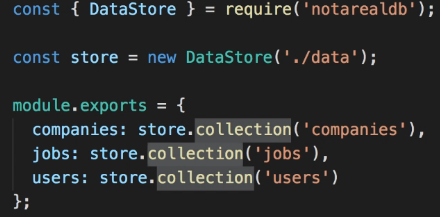 const { DataStore } = require('notarealdb');
const store = new DataStore('./data');
module.exports = {
companies: store.collection('companies'),
jobs: store.collection('jobs'),
users: store.collection('users')
};